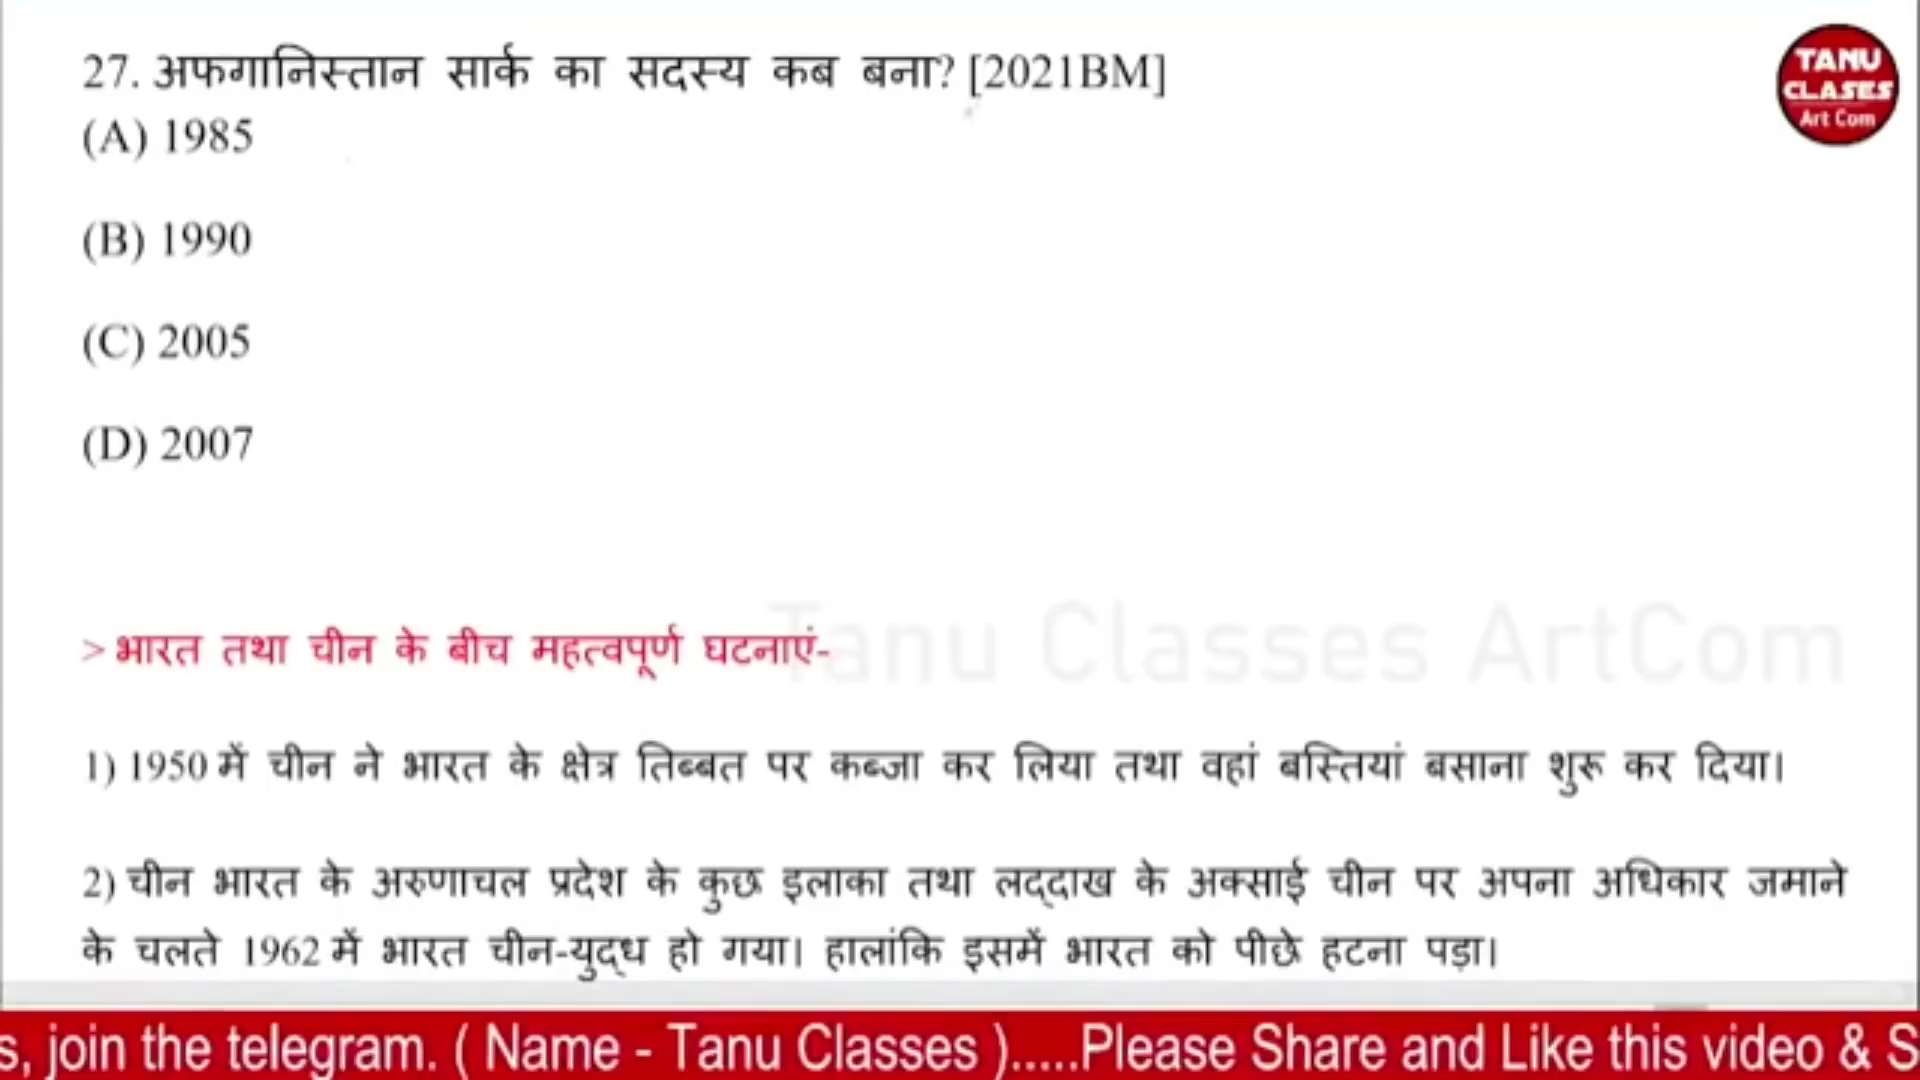 27. अफगानिस्तान सार्क का सदस्य कब बना? [2021BM]
TANU
CLASES
Art Com
(A) 1985
(B) 1990
(C) 2005
(D) 2007
Tanu Classes ArtCom
> भारत तथा चीन के बीच महत्वपूर्ण घटनाएं-
1) 1950 में चीन ने भारत के क्षेत्र तिब्बत पर कब्जा कर लिया तथा वहां बस्तियां बसाना शुरू कर दिया।
2) चीन भारत के अरुणाचल प्रदेश के कुछ इलाका तथा लद्दाख के अक्साई चीन पर अपना अधिकार जमाने
के चलते 1962 में भारत चीन-युद्ध हो गया। हालांकि इसमें भारत को पीछे हटना पड़ा।
s, join the telegram. ( Name - Tanu Classes ).....Please Share and Like this video & S